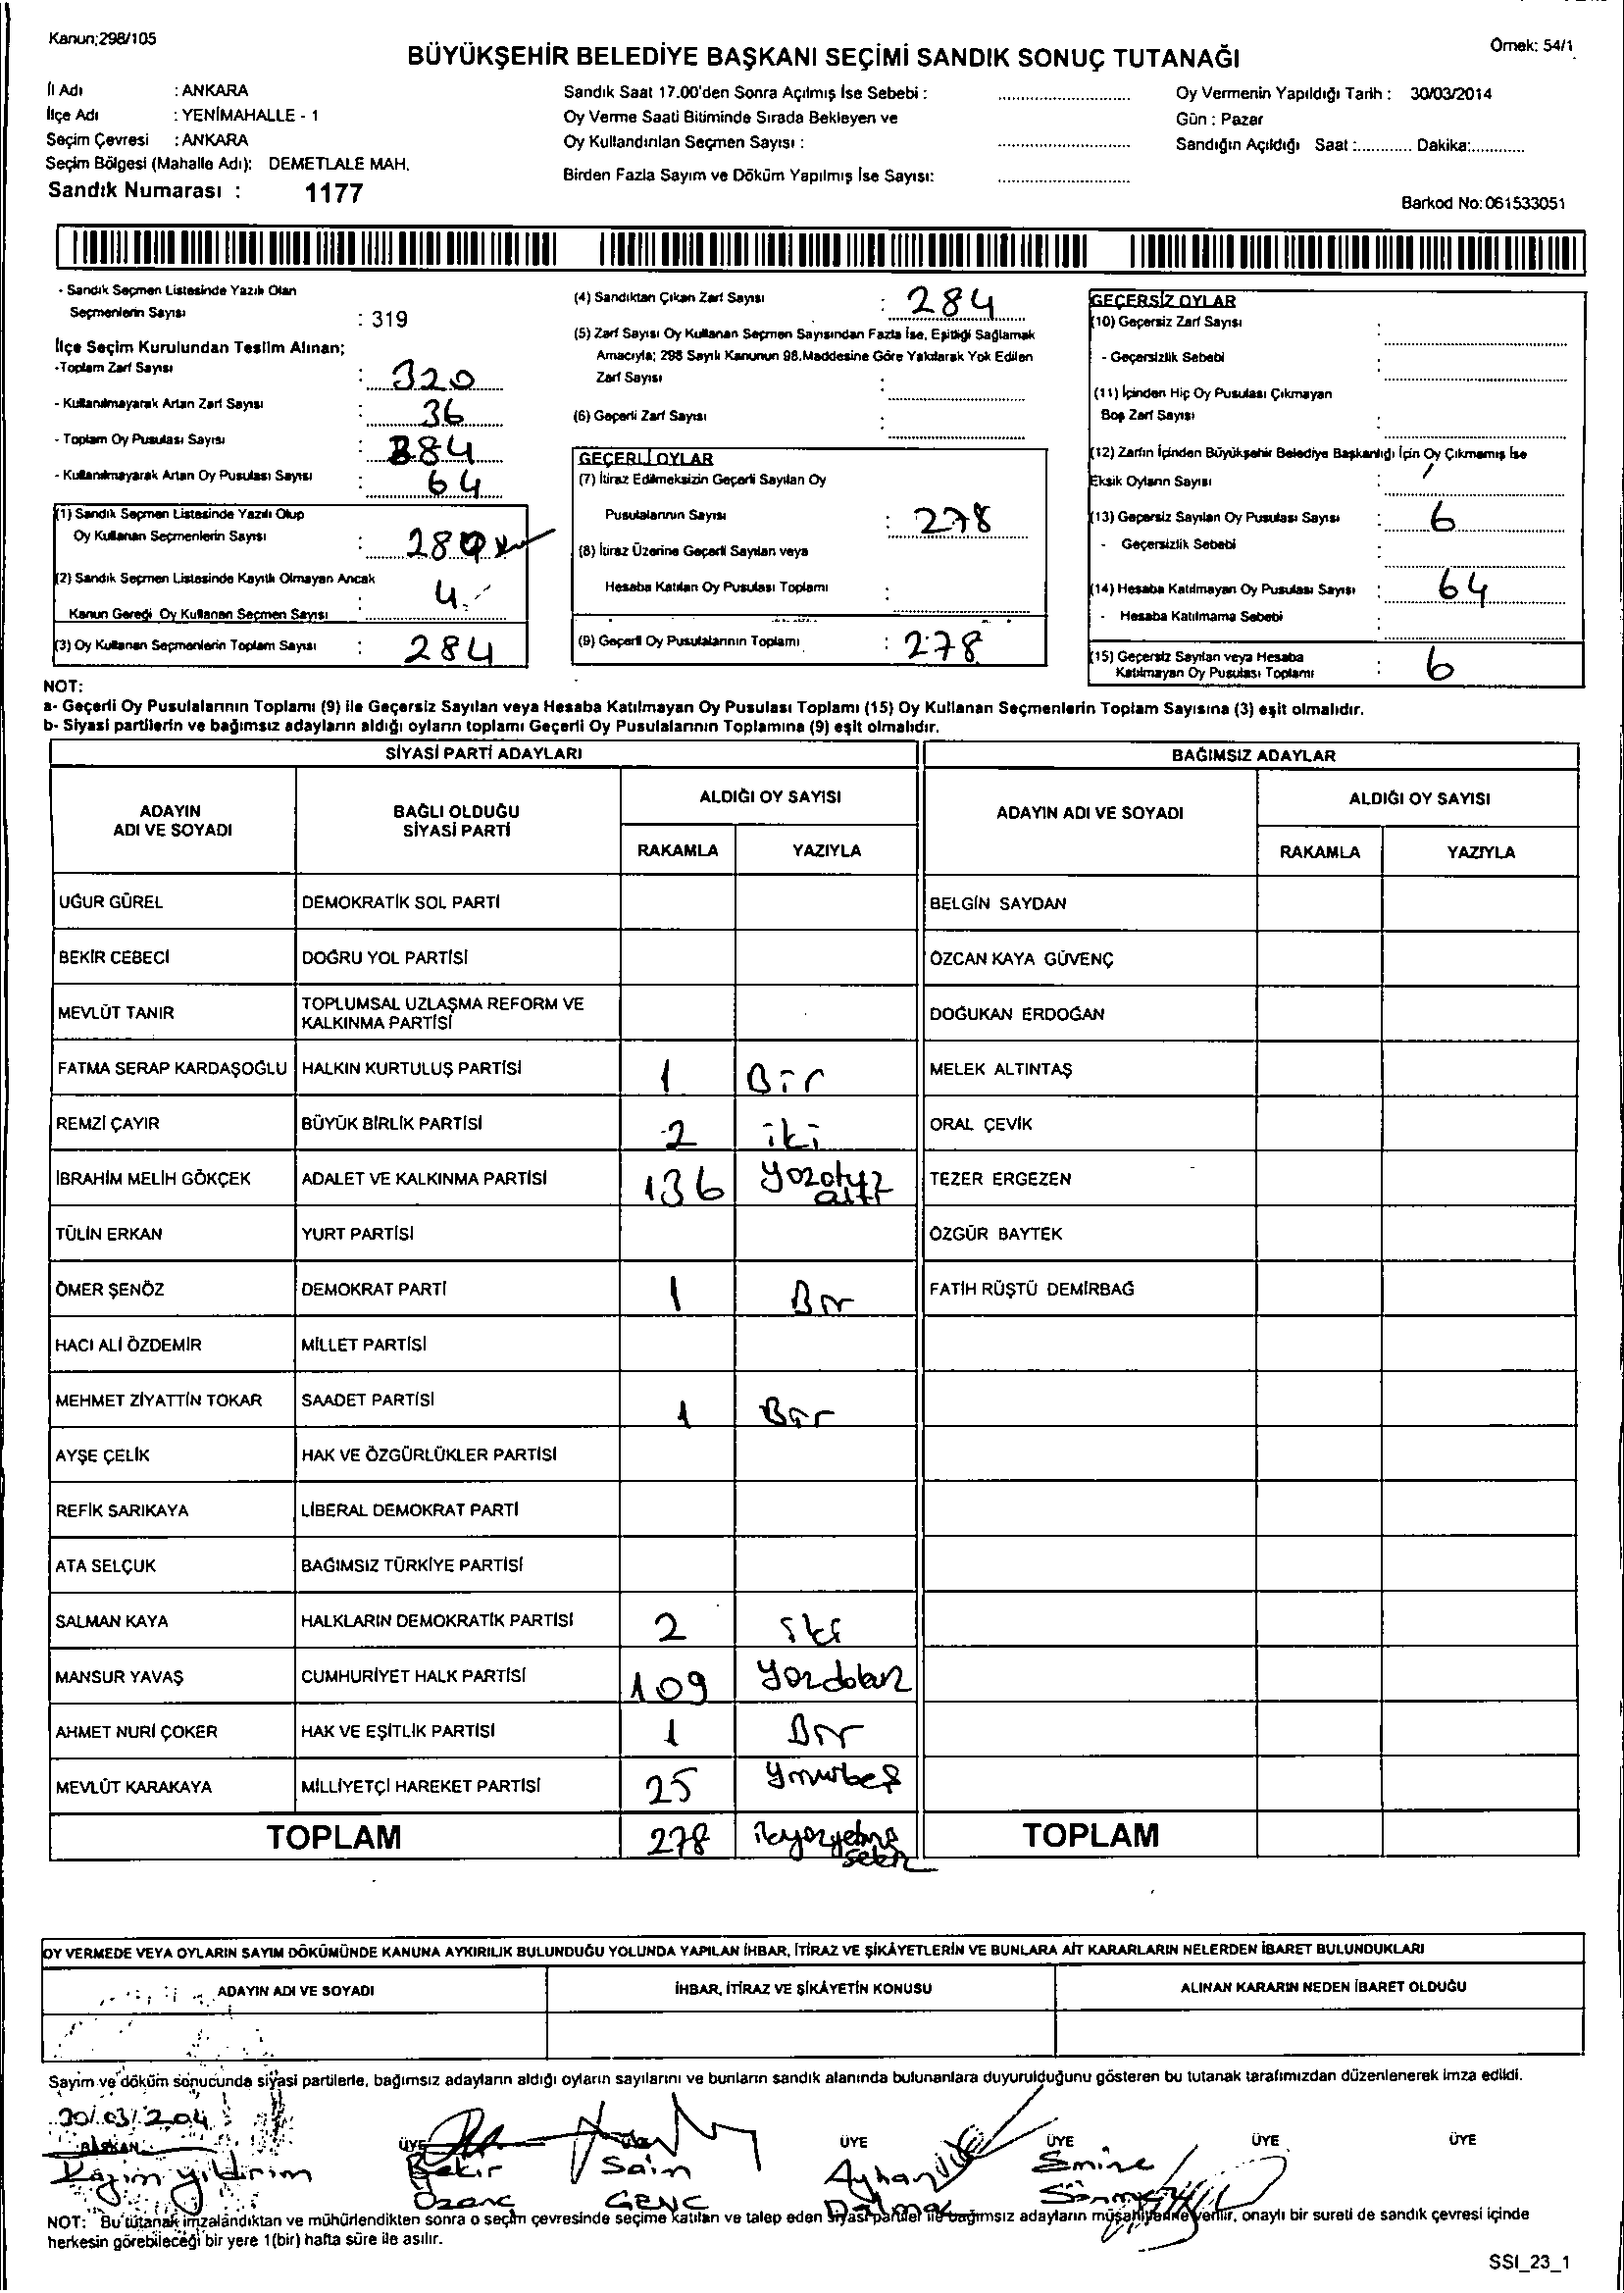 Kanun;298/105
Örnek: 54/1
BÜYÜKŞEHİR BELEDİYE BAŞKANI SEÇİMİ SANDIK SONUÇ TUTANAĞI
İl Adı : ANKARA
İlçe Adı : YENİMAHALLE - 1
Seçim Çevresi : ANKARA
Seçim Bölgesi (Mahalle Adı): DEMETLALE MAH.
Sandık Numarası : 1177
Sandık Saat 17.00'den Sonra Açılmış İse Sebebi :
Oy Verme Saati Bitiminde Sırada Bekleyen ve
Oy Kullandırılan Seçmen Sayısı :
Birden Fazla Sayım ve Döküm Yapılmış İse Sayısı:
Oy Vermenin Yapıldığı Tarih : 30/03/2014
Gün : Pazar
Sandığın Açıldığı Saat :............ Dakika:............
Barkod No:061533051
- Sandık Seçmen Listesinde Yazılı Olan
Seçmenlerin Sayısı : 319
İlçe Seçim Kurulundan Teslim Alınan;
-Toplam Zarf Sayısı : 320
- Kullanılmayarak Artan Zarf Sayısı : 36
- Toplam Oy Pusulası Sayısı : 384
- Kullanılmayarak Artan Oy Pusulası Sayısı : 64
(1) Sandık Seçmen Listesinde Yazılı Olup
Oy Kullanan Seçmenlerin Sayısı : 280
(2) Sandık Seçmen Listesinde Kayıtlı Olmayan Ancak
Kanun Gereği Oy Kullanan Seçmen Sayısı : 4
(3) Oy Kullanan Seçmenlerin Toplam Sayısı : 284
(4) Sandıktan Çıkan Zarf Sayısı : 284
(5) Zarf Sayısı Oy Kullanan Seçmen Sayısından Fazla İse, Eşitliği Sağlamak
Amacıyla; 298 Sayılı Kanunun 98.Maddesine Göre Yakılarak Yok Edilen
Zarf Sayısı :
(6) Geçerli Zarf Sayısı :
GEÇERLİ OYLAR
(7) İtiraz Edilmeksizin Geçerli Sayılan Oy
Pusulalarının Sayısı : 278
(8) İtiraz Üzerine Geçerli Sayılan veya
Hesaba Katılan Oy Pusulası Toplamı :
(9) Geçerli Oy Pusulalarının Toplamı : 278
GEÇERSİZ OYLAR
(10) Geçersiz Zarf Sayısı :
- Geçersizlik Sebebi :
(11) İçinden Hiç Oy Pusulası Çıkmayan
Boş Zarf Sayısı :
(12) Zarfın İçinden Büyükşehir Belediye Başkanlığı İçin Oy Çıkmamış İse
Eksik Oyların Sayısı :
(13) Geçersiz Sayılan Oy Pusulası Sayısı : 6
- Geçersizlik Sebebi :
(14) Hesaba Katılmayan Oy Pusulası Sayısı : 64
- Hesaba Katılmama Sebebi :
(15) Geçersiz Sayılan veya Hesaba
Katılmayan Oy Pusulası Toplamı : 6
NOT:
a- Geçerli Oy Pusulalarının Toplamı (9) ile Geçersiz Sayılan veya Hesaba Katılmayan Oy Pusulası Toplamı (15) Oy Kullanan Seçmenlerin Toplam Sayısına (3) eşit olmalıdır.
b- Siyasi partilerin ve bağımsız adayların aldığı oyların toplamı Geçerli Oy Pusulalarının Toplamına (9) eşit olmalıdır.
SİYASİ PARTİ ADAYLARI
BAĞIMSIZ ADAYLAR
ADAYIN ADI VE SOYADI
BAĞLI OLDUĞU SİYASİ PARTİ
ALDIĞI OY SAYISI
RAKAMLA YAZIYLA
ADAYIN ADI VE SOYADI
ALDIĞI OY SAYISI
RAKAMLA YAZIYLA
UĞUR GÜREL DEMOKRATİK SOL PARTİ BELGİN SAYDAN
BEKİR CEBECİ DOĞRU YOL PARTİSİ ÖZCAN KAYA GÜVENÇ
MEVLÜT TANIR TOPLUMSAL UZLAŞMA REFORM VE KALKINMA PARTİSİ DOĞUKAN ERDOĞAN
FATMA SERAP KARDAŞOĞLU HALKIN KURTULUŞ PARTİSİ 1 Bir MELEK ALTINTAŞ
REMZİ ÇAYIR BÜYÜK BİRLİK PARTİSİ 2 iki ORAL ÇEVİK
İBRAHİM MELİH GÖKÇEK ADALET VE KALKINMA PARTİSİ 136 yüzotuz altı TEZER ERGEZEN
TÜLİN ERKAN YURT PARTİSİ ÖZGÜR BAYTEK
ÖMER ŞENÖZ DEMOKRAT PARTİ 1 Bir FATİH RÜŞTÜ DEMİRBAĞ
HACI ALİ ÖZDEMİR MİLLET PARTİSİ
MEHMET ZİYATTİN TOKAR SAADET PARTİSİ 1 Bir
AYŞE ÇELİK HAK VE ÖZGÜRLÜKLER PARTİSİ
REFİK SARIKAYA LİBERAL DEMOKRAT PARTİ
ATA SELÇUK BAĞIMSIZ TÜRKİYE PARTİSİ
SALMAN KAYA HALKLARIN DEMOKRATİK PARTİSİ 2 iki
MANSUR YAVAŞ CUMHURİYET HALK PARTİSİ 109 yüzdokuz
AHMET NURİ ÇOKER HAK VE EŞİTLİK PARTİSİ 1 Bir
MEVLÜT KARAKAYA MİLLİYETÇİ HAREKET PARTİSİ 25 yirmibeş
TOPLAM 278 ikiyüzyetmiş sekiz TOPLAM
OY VERMEDE VEYA OYLARIN SAYIM DÖKÜMÜNDE KANUNA AYKIRILIK BULUNDUĞU YOLUNDA YAPILAN İHBAR, İTİRAZ VE ŞİKÂYETLERİN VE BUNLARA AİT KARARLARIN NELERDEN İBARET BULUNDUKLARI
ADAYIN ADI VE SOYADI İHBAR, İTİRAZ VE ŞİKÂYETİN KONUSU ALINAN KARARIN NEDEN İBARET OLDUĞU
Sayım ve döküm sonucunda siyasi partilerle, bağımsız adayların aldığı oyların sayılarını ve bunların sandık alanında bulunanlara duyurulduğunu gösteren bu tutanak tarafımızdan düzenlenerek imza edildi.
30/03/2014
BAŞKAN ÜYE ÜYE ÜYE ÜYE ÜYE
Kazım Yıldırım Bekir Özanç Saim GENÇ Ayhan Emine
NOT: Bu tutanak imzalandıktan ve mühürlendikten sonra o seçim çevresinde seçime katılan ve talep eden siyasi partiler ile bağımsız adayların müşahitlerine verilir, onaylı bir sureti de sandık çevresi içinde
herkesin görebileceği bir yere 1(bir) hafta süre ile asılır.
SSI_23_1